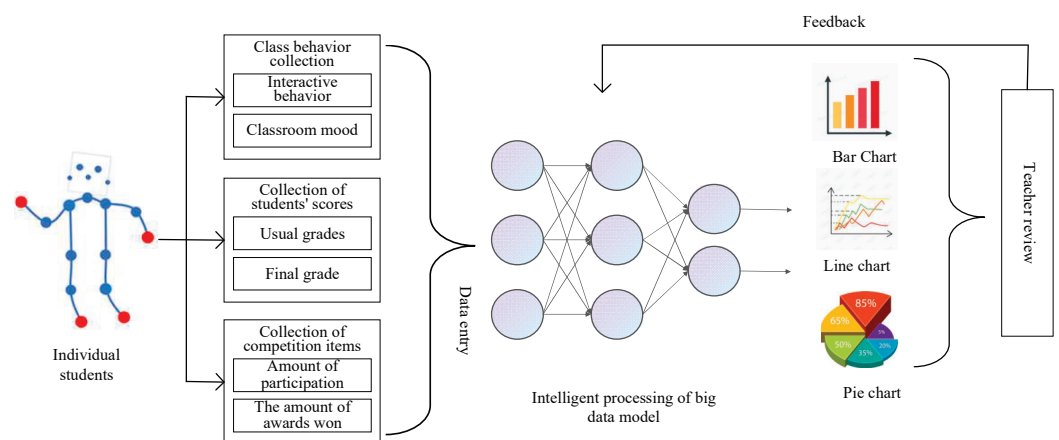 Feedback
Class behavior
collection
Interactive
behavior
Classroom mood
Collection of
students' scores
Usual grades
Final grade
Collection of
competition items
Amount of
participation
The amount of
awards won
Individual
students
Data entry
Intelligent processing of big
data model
Bar Chart
Line chart
85%
65%
50%
35%
20%
5%
Pie chart
Teacher review